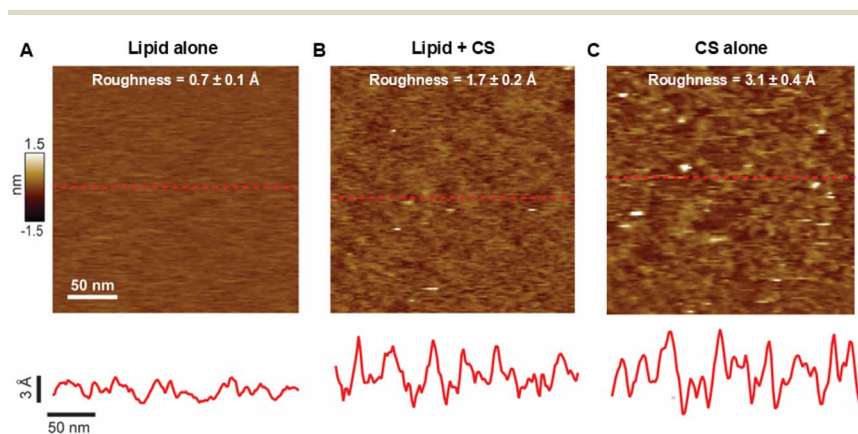 A Lipid alone
B Lipid + CS
C CS alone
Roughness = 0.7 ± 0.1 Å
Roughness = 1.7 ± 0.2 Å
Roughness = 3.1 ± 0.4 Å
1.5
nm
-1.5
50 nm
3 Å
50 nm